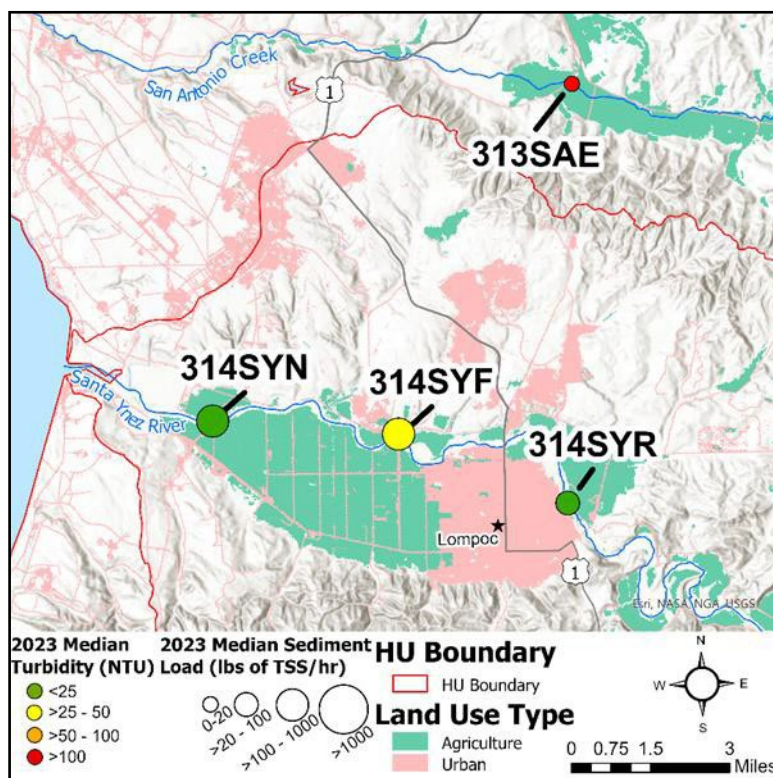 San Antonio Creek
1
313SAE
314SYN
314SYF
Santa Ynez River
314SYR
Lompoc
1
Esri, NASA, NGA, USGS
2023 Median
Turbidity (NTU)
<25
>25 - 50
>50 - 100
>100
2023 Median Sediment
Load (lbs of TSS/hr)
0-20
>20 - 100
>100 - 1000
>1000
HU Boundary
HU Boundary
Land Use Type
Agriculture
Urban
N
W
E
S
0 0.75 1.5 3
Miles